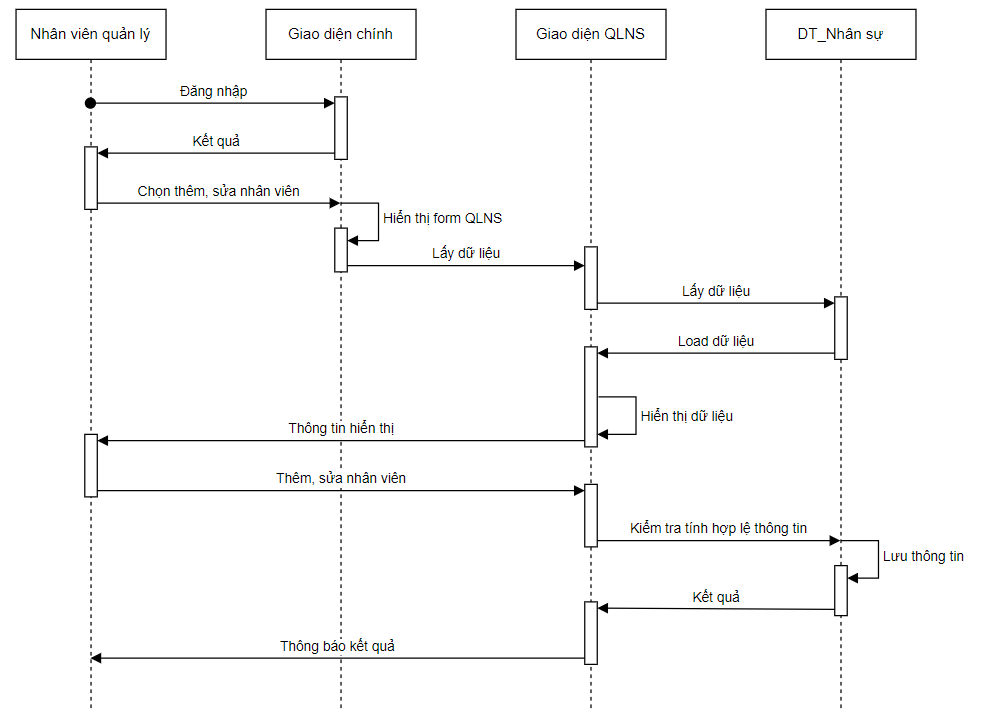 Nhân viên quản lý
Giao diện chính
Giao diện QLNS
DT_Nhân sự
Đăng nhập
Kết quả
Chọn thêm, sửa nhân viên
Hiển thị form QLNS
Lấy dữ liệu
Lấy dữ liệu
Load dữ liệu
Hiển thị dữ liệu
Thông tin hiển thị
Thêm, sửa nhân viên
Kiểm tra tính hợp lệ thông tin
Lưu thông tin
Kết quả
Thông báo kết quả